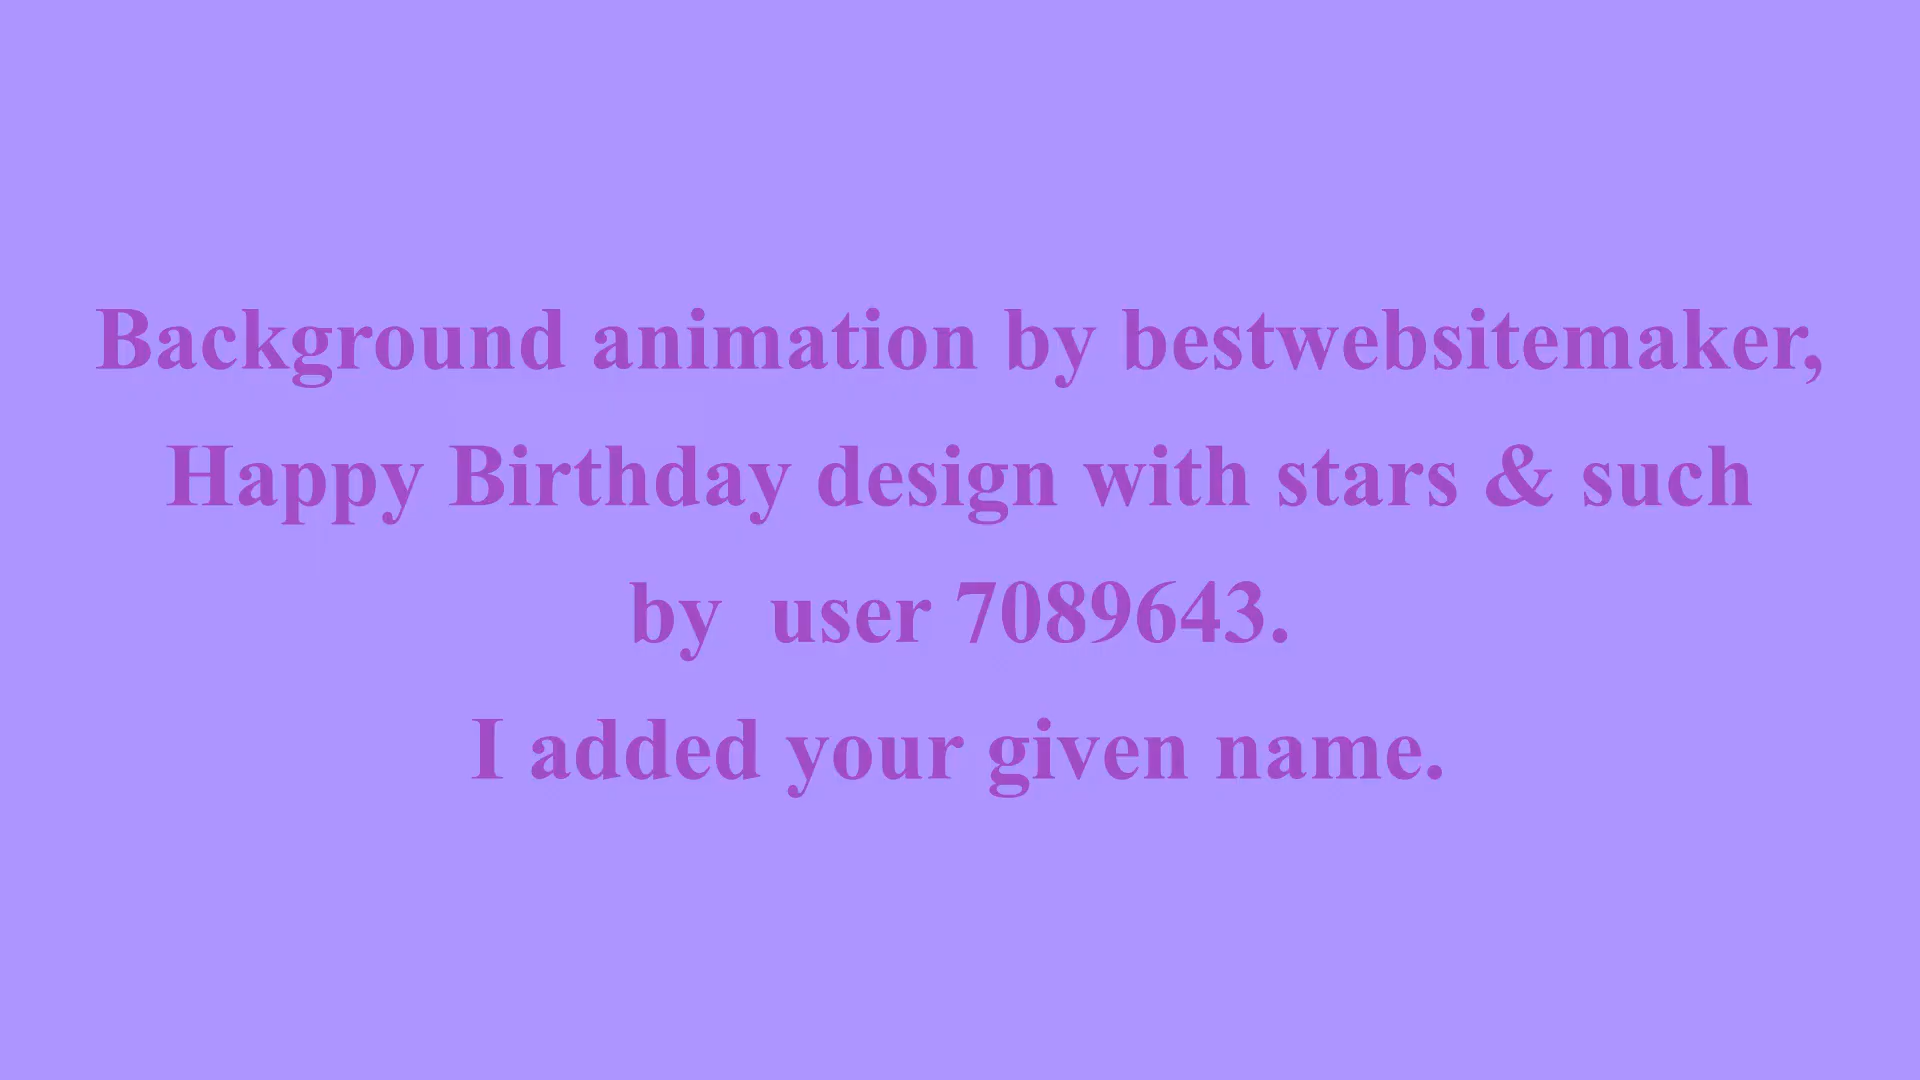 Background animation by bestwebsitemaker,
Happy Birthday design with stars & such
by  user 7089643.
I added your given name.